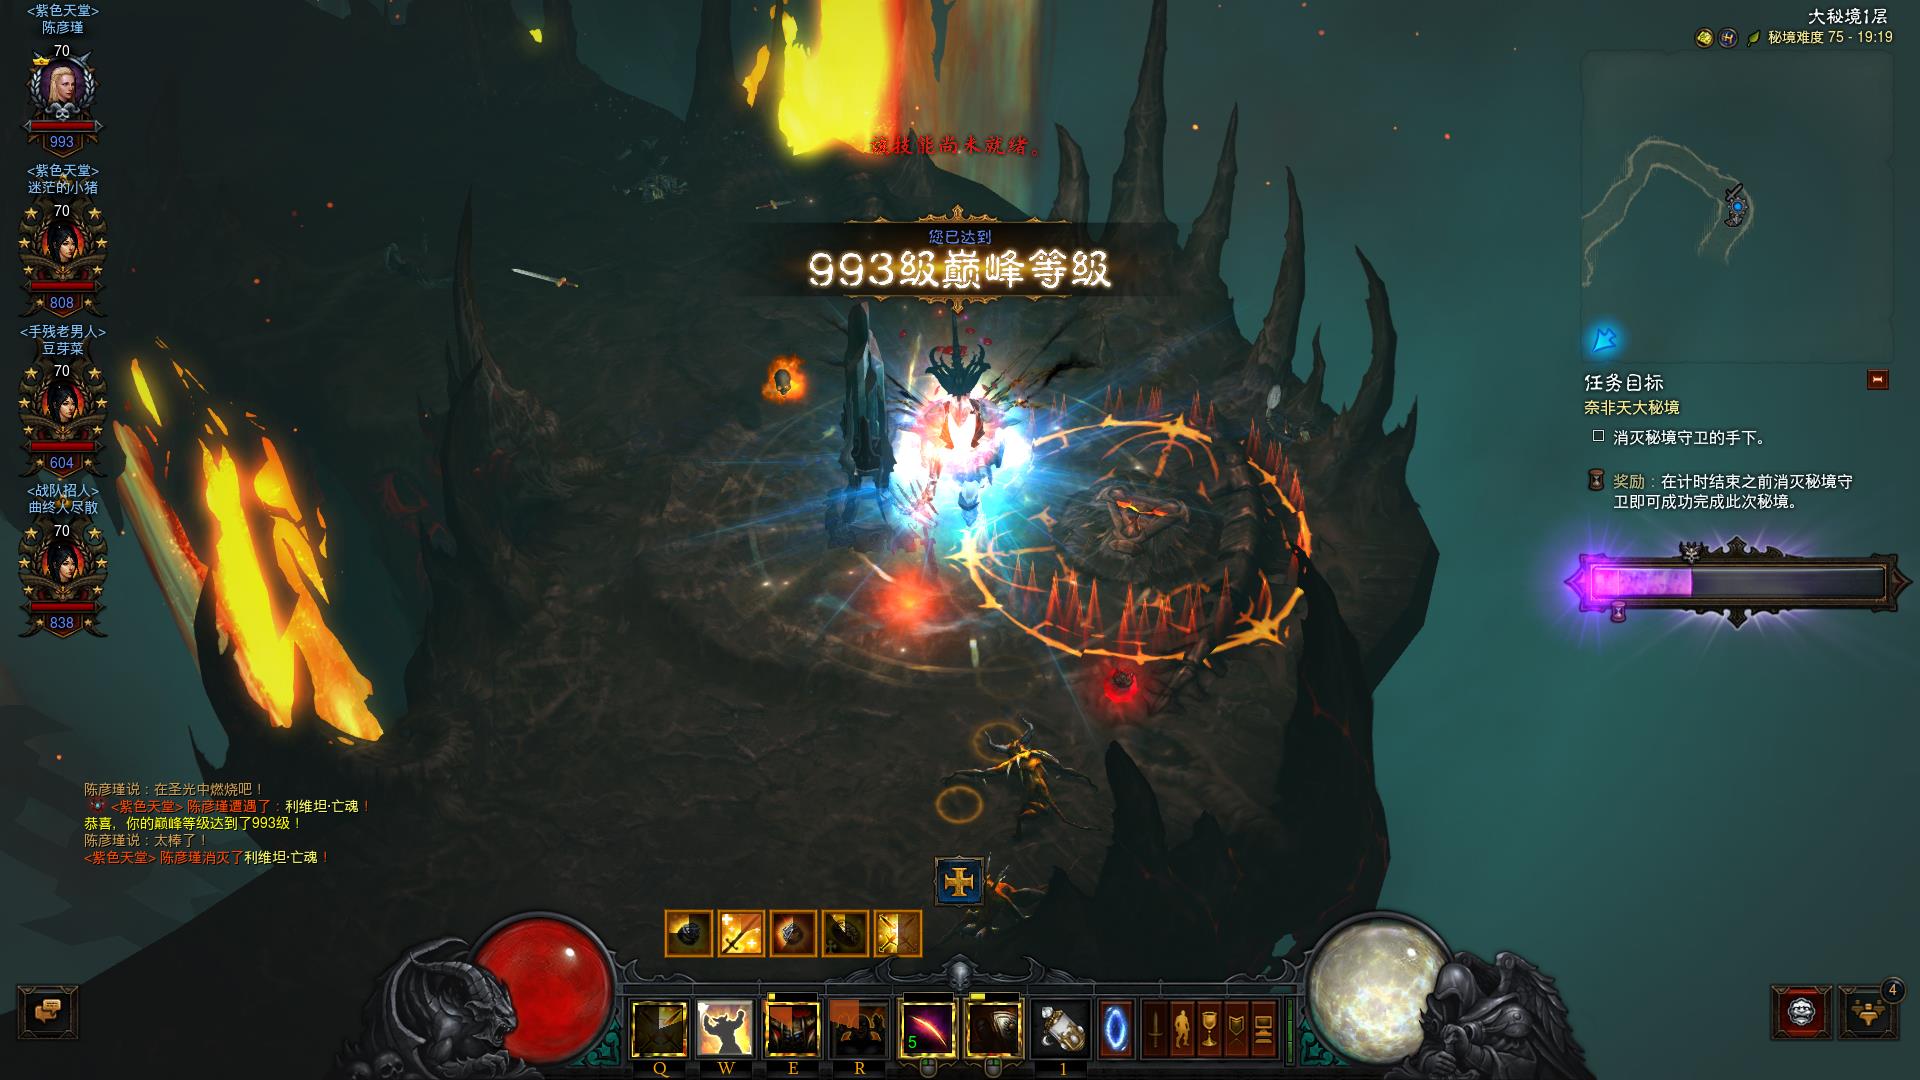 <紫色天堂>
陈彦瑾
70
993
<紫色天堂>
迷茫的小猪
70
808
<手残老男人>
豆芽菜
70
604
<战队招人>
曲终人尽散
70
838
该技能尚未就绪。
您已达到
993级巅峰等级
大秘境1层
秘境难度 75 - 19:19
任务目标
奈非天大秘境
消灭秘境守卫的手下。
奖励：在计时结束之前消灭秘境守
卫即可成功完成此次秘境。
陈彦瑾说：在圣光中燃烧吧！
<紫色天堂> 陈彦瑾遭遇了：利维坦·亡魂！
恭喜，你的巅峰等级达到了993级！
陈彦瑾说：太棒了！
<紫色天堂> 陈彦瑾消灭了利维坦·亡魂！
5
Q W E R 1
4